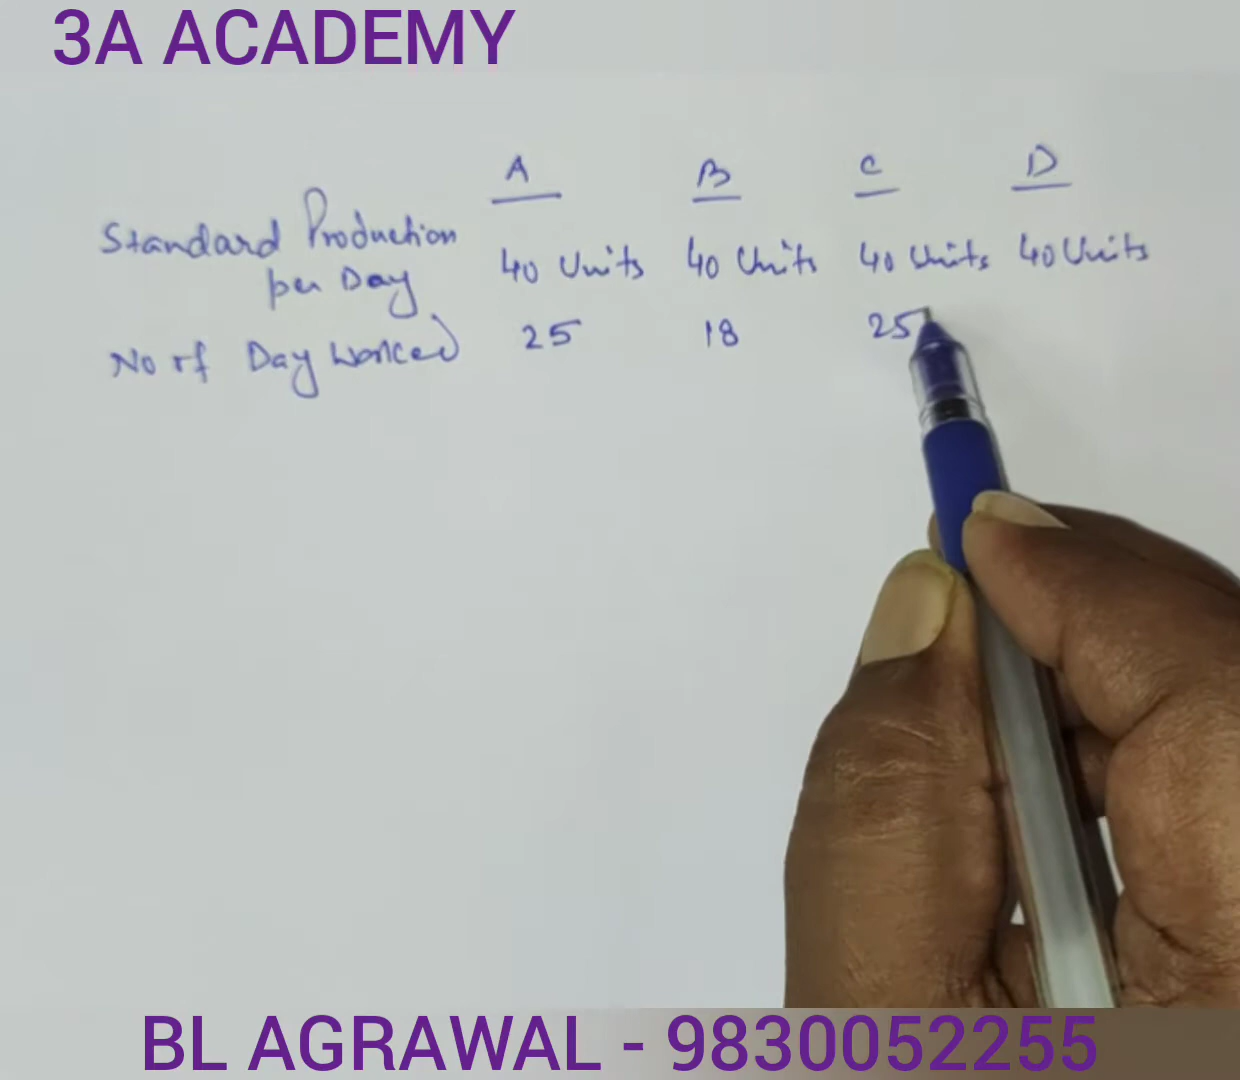 3A ACADEMY
A B C D
Standard Production
per Day 40 Units 40 Units 40 Units 40 Units
No of Day Worked 25 18 25
BL AGRAWAL - 9830052255